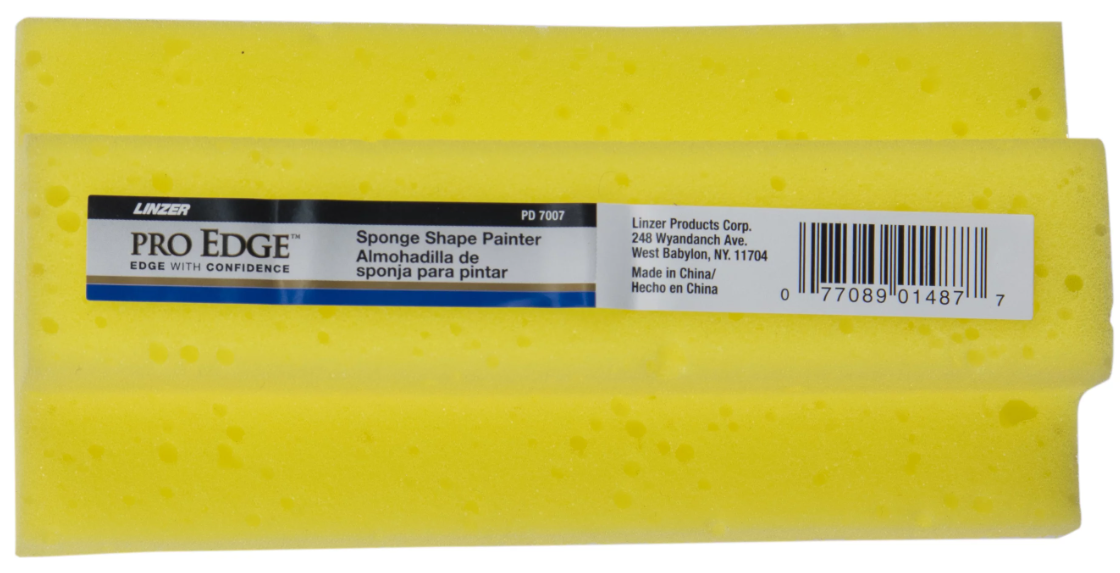 LINZER
PD 7007
PRO EDGE™
EDGE WITH CONFIDENCE
Sponge Shape Painter
Almohadilla de
sponja para pintar
Linzer Products Corp.
248 Wyandanch Ave.
West Babylon, NY. 11704
Made in China/
Hecho en China
0 77089 01487 7